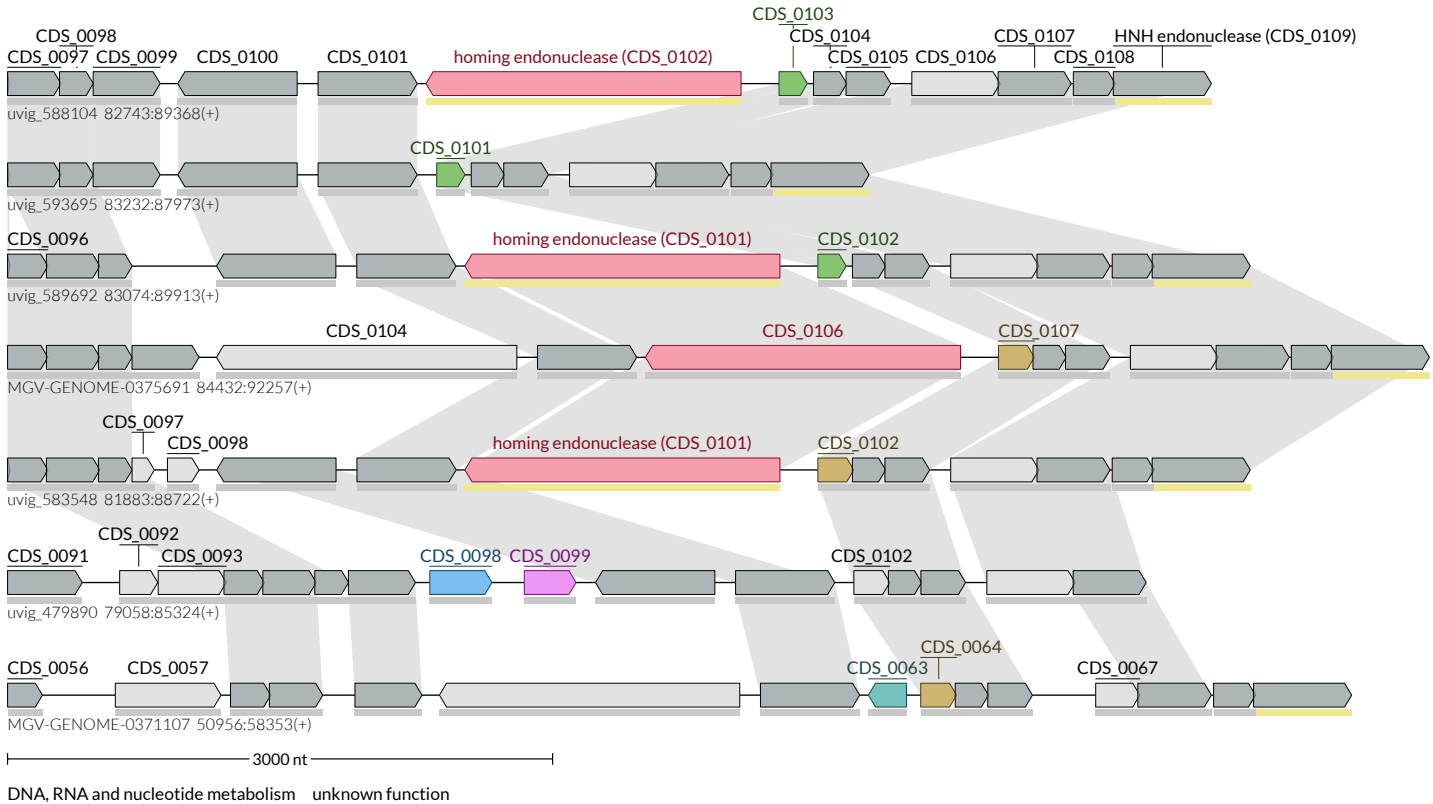 CDS_0103
CDS_0098 CDS_0104 CDS_0107 HNH endonuclease (CDS_0109)
CDS_0097 CDS_0099 CDS_0100 CDS_0101 homing endonuclease (CDS_0102) CDS_0105 CDS_0106 CDS_0108
uvig_588104 82743:89368(+)
CDS_0101
uvig_593695 83232:87973(+)
CDS_0096 homing endonuclease (CDS_0101) CDS_0102
uvig_589692 83074:89913(+)
CDS_0104 CDS_0106 CDS_0107
MGV-GENOME-0375691 84432:92257(+)
CDS_0097
CDS_0098 homing endonuclease (CDS_0101) CDS_0102
uvig_583548 81883:88722(+)
CDS_0092
CDS_0091 CDS_0093 CDS_0098 CDS_0099 CDS_0102
uvig_479890 79058:85324(+)
CDS_0064
CDS_0056 CDS_0057 CDS_0063 CDS_0067
MGV-GENOME-0371107 50956:58353(+)
3000 nt
DNA, RNA and nucleotide metabolism unknown function